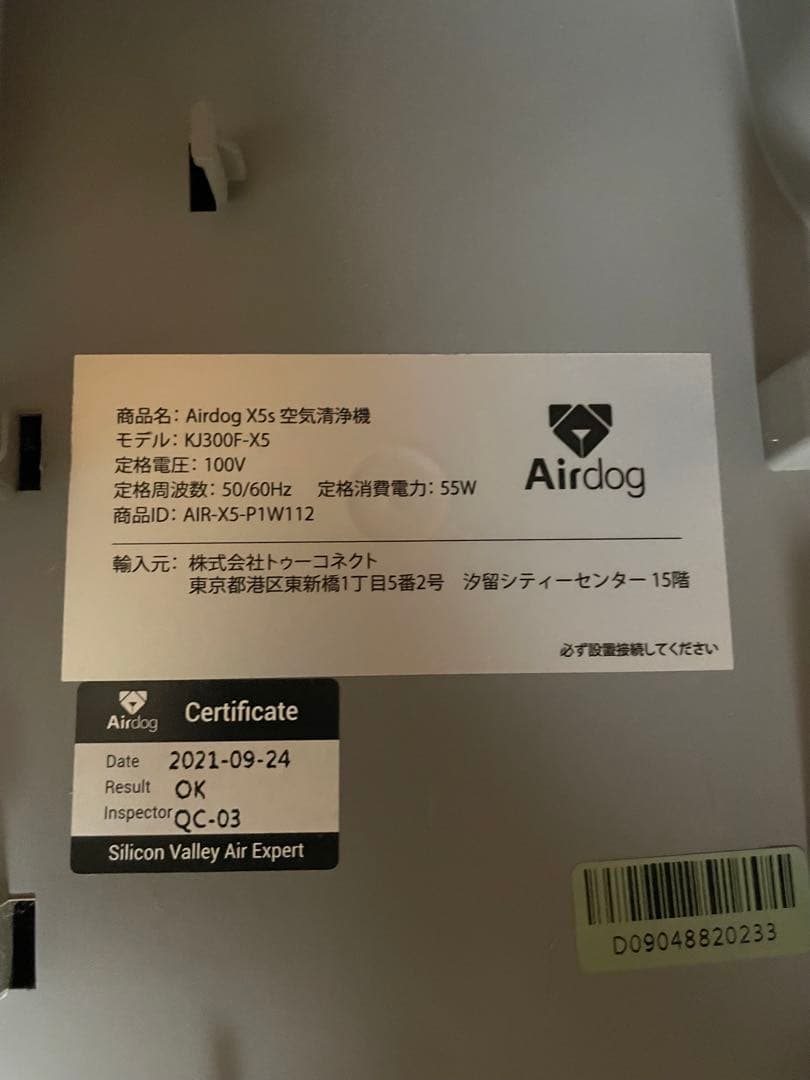 商品名： Airdog X5s 空気清浄機
モデル： KJ300F-X5
定格電圧： 100V
定格周波数： 50/60Hz 定格消費電力： 55W
商品ID： AIR-X5-P1W112
Airdog
輸入元： 株式会社トゥーコネクト
東京都港区東新橋1丁目5番2号 汐留シティーセンター 15階
必ず設置接続してください
Airdog Certificate
Date 2021-09-24
Result OK
Inspector QC-03
Silicon Valley Air Expert
D09048820233